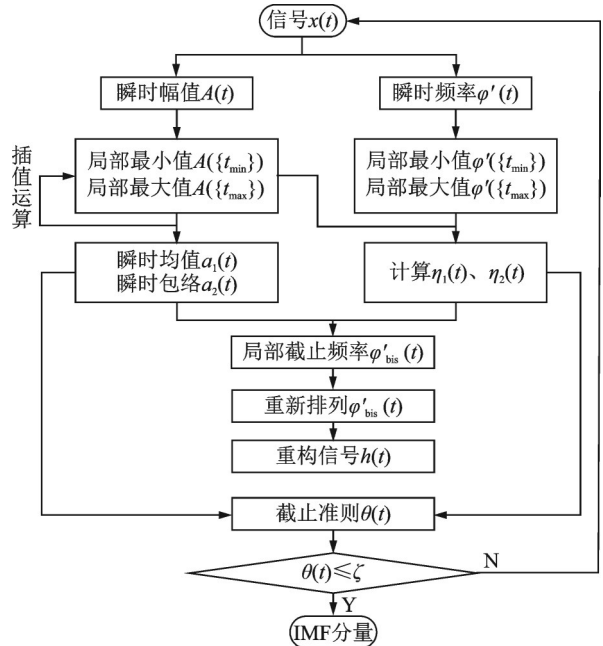 信号x(t)
瞬时幅值A(t)
瞬时频率φ′(t)
插值运算
局部最小值A({tmin})
局部最大值A({tmax})
局部最小值φ′({tmin})
局部最大值φ′({tmax})
瞬时均值a₁(t)
瞬时包络a₂(t)
计算η₁(t)、η₂(t)
局部截止频率φ′bis(t)
重新排列φ′bis(t)
重构信号h(t)
截止准则θ(t)
θ(t)≤ζ
N
Y
IMF分量